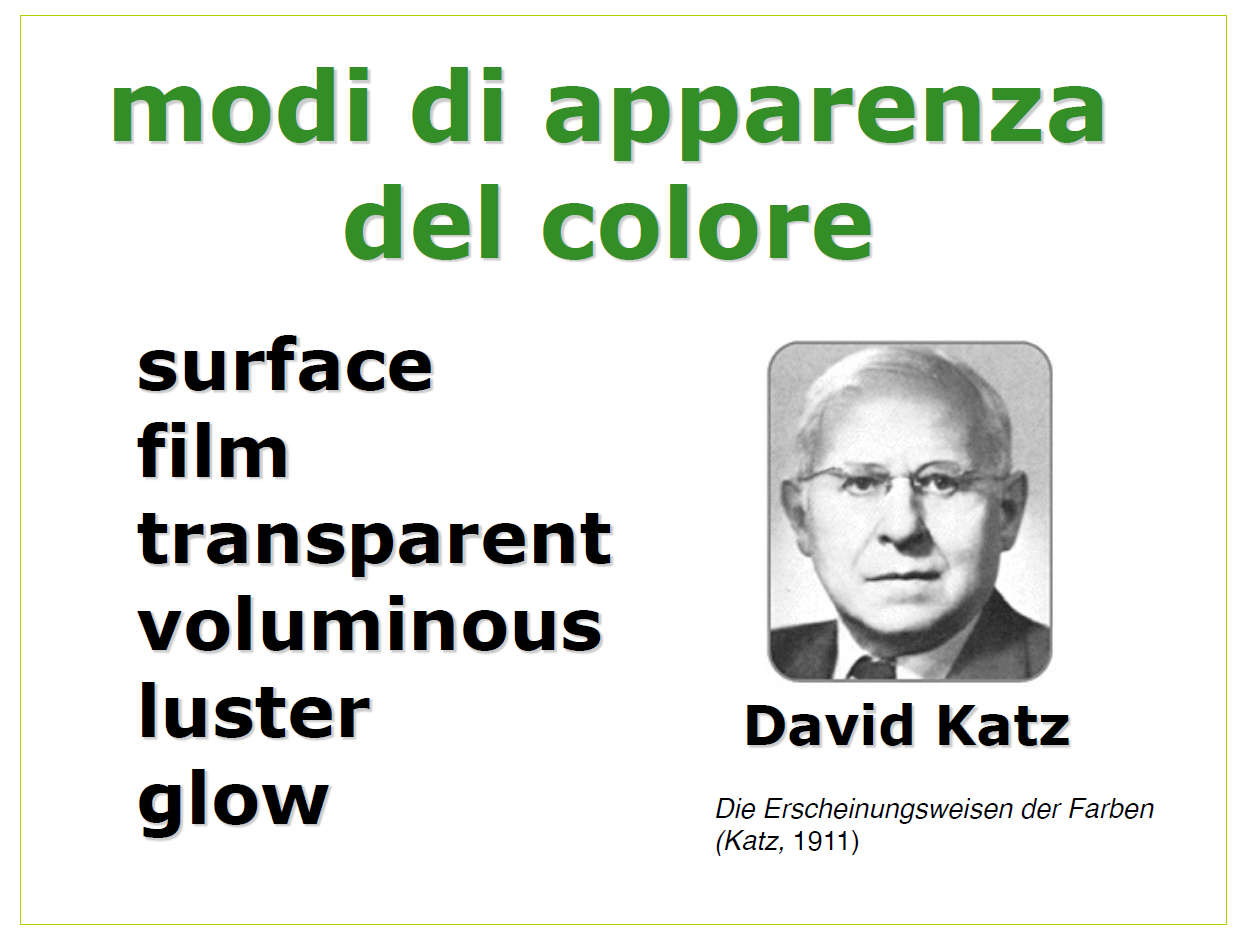 modi di apparenza
del colore
surface
film
transparent
voluminous
luster
glow
David Katz
Die Erscheinungsweisen der Farben
(Katz, 1911)